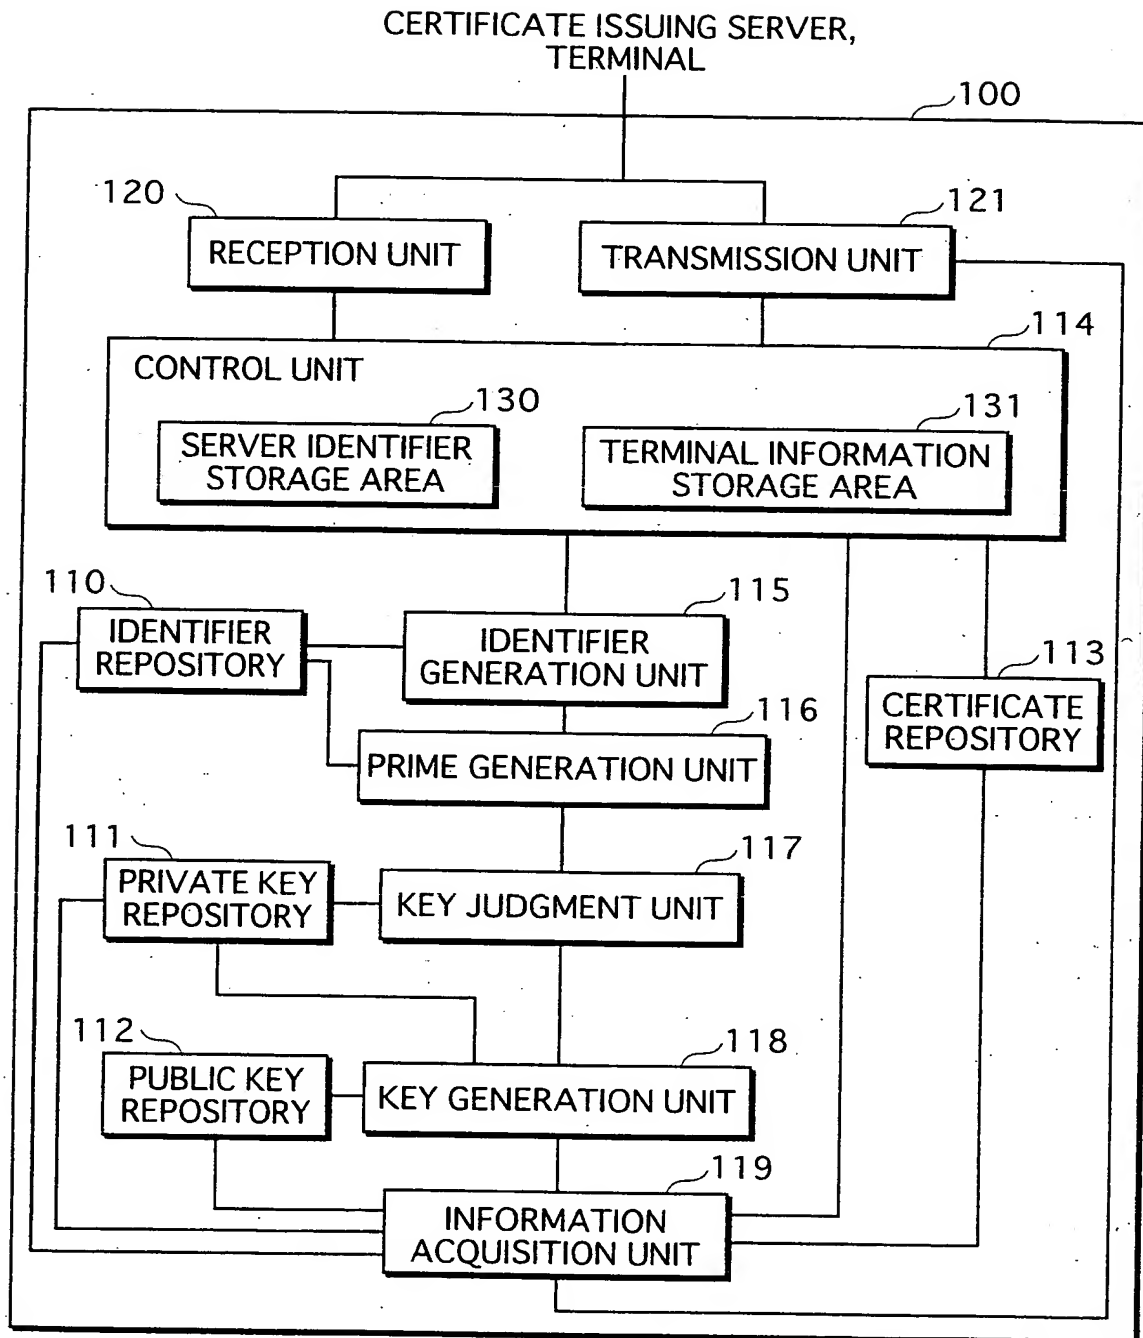 CERTIFICATE ISSUING SERVER,
TERMINAL
100
120
121
RECEPTION UNIT
TRANSMISSION UNIT
114
CONTROL UNIT
130
131
SERVER IDENTIFIER
STORAGE AREA
TERMINAL INFORMATION
STORAGE AREA
110
115
IDENTIFIER
REPOSITORY
IDENTIFIER
GENERATION UNIT
113
CERTIFICATE
REPOSITORY
116
PRIME GENERATION UNIT
111
117
PRIVATE KEY
REPOSITORY
KEY JUDGMENT UNIT
112
118
PUBLIC KEY
REPOSITORY
KEY GENERATION UNIT
119
INFORMATION
ACQUISITION UNIT